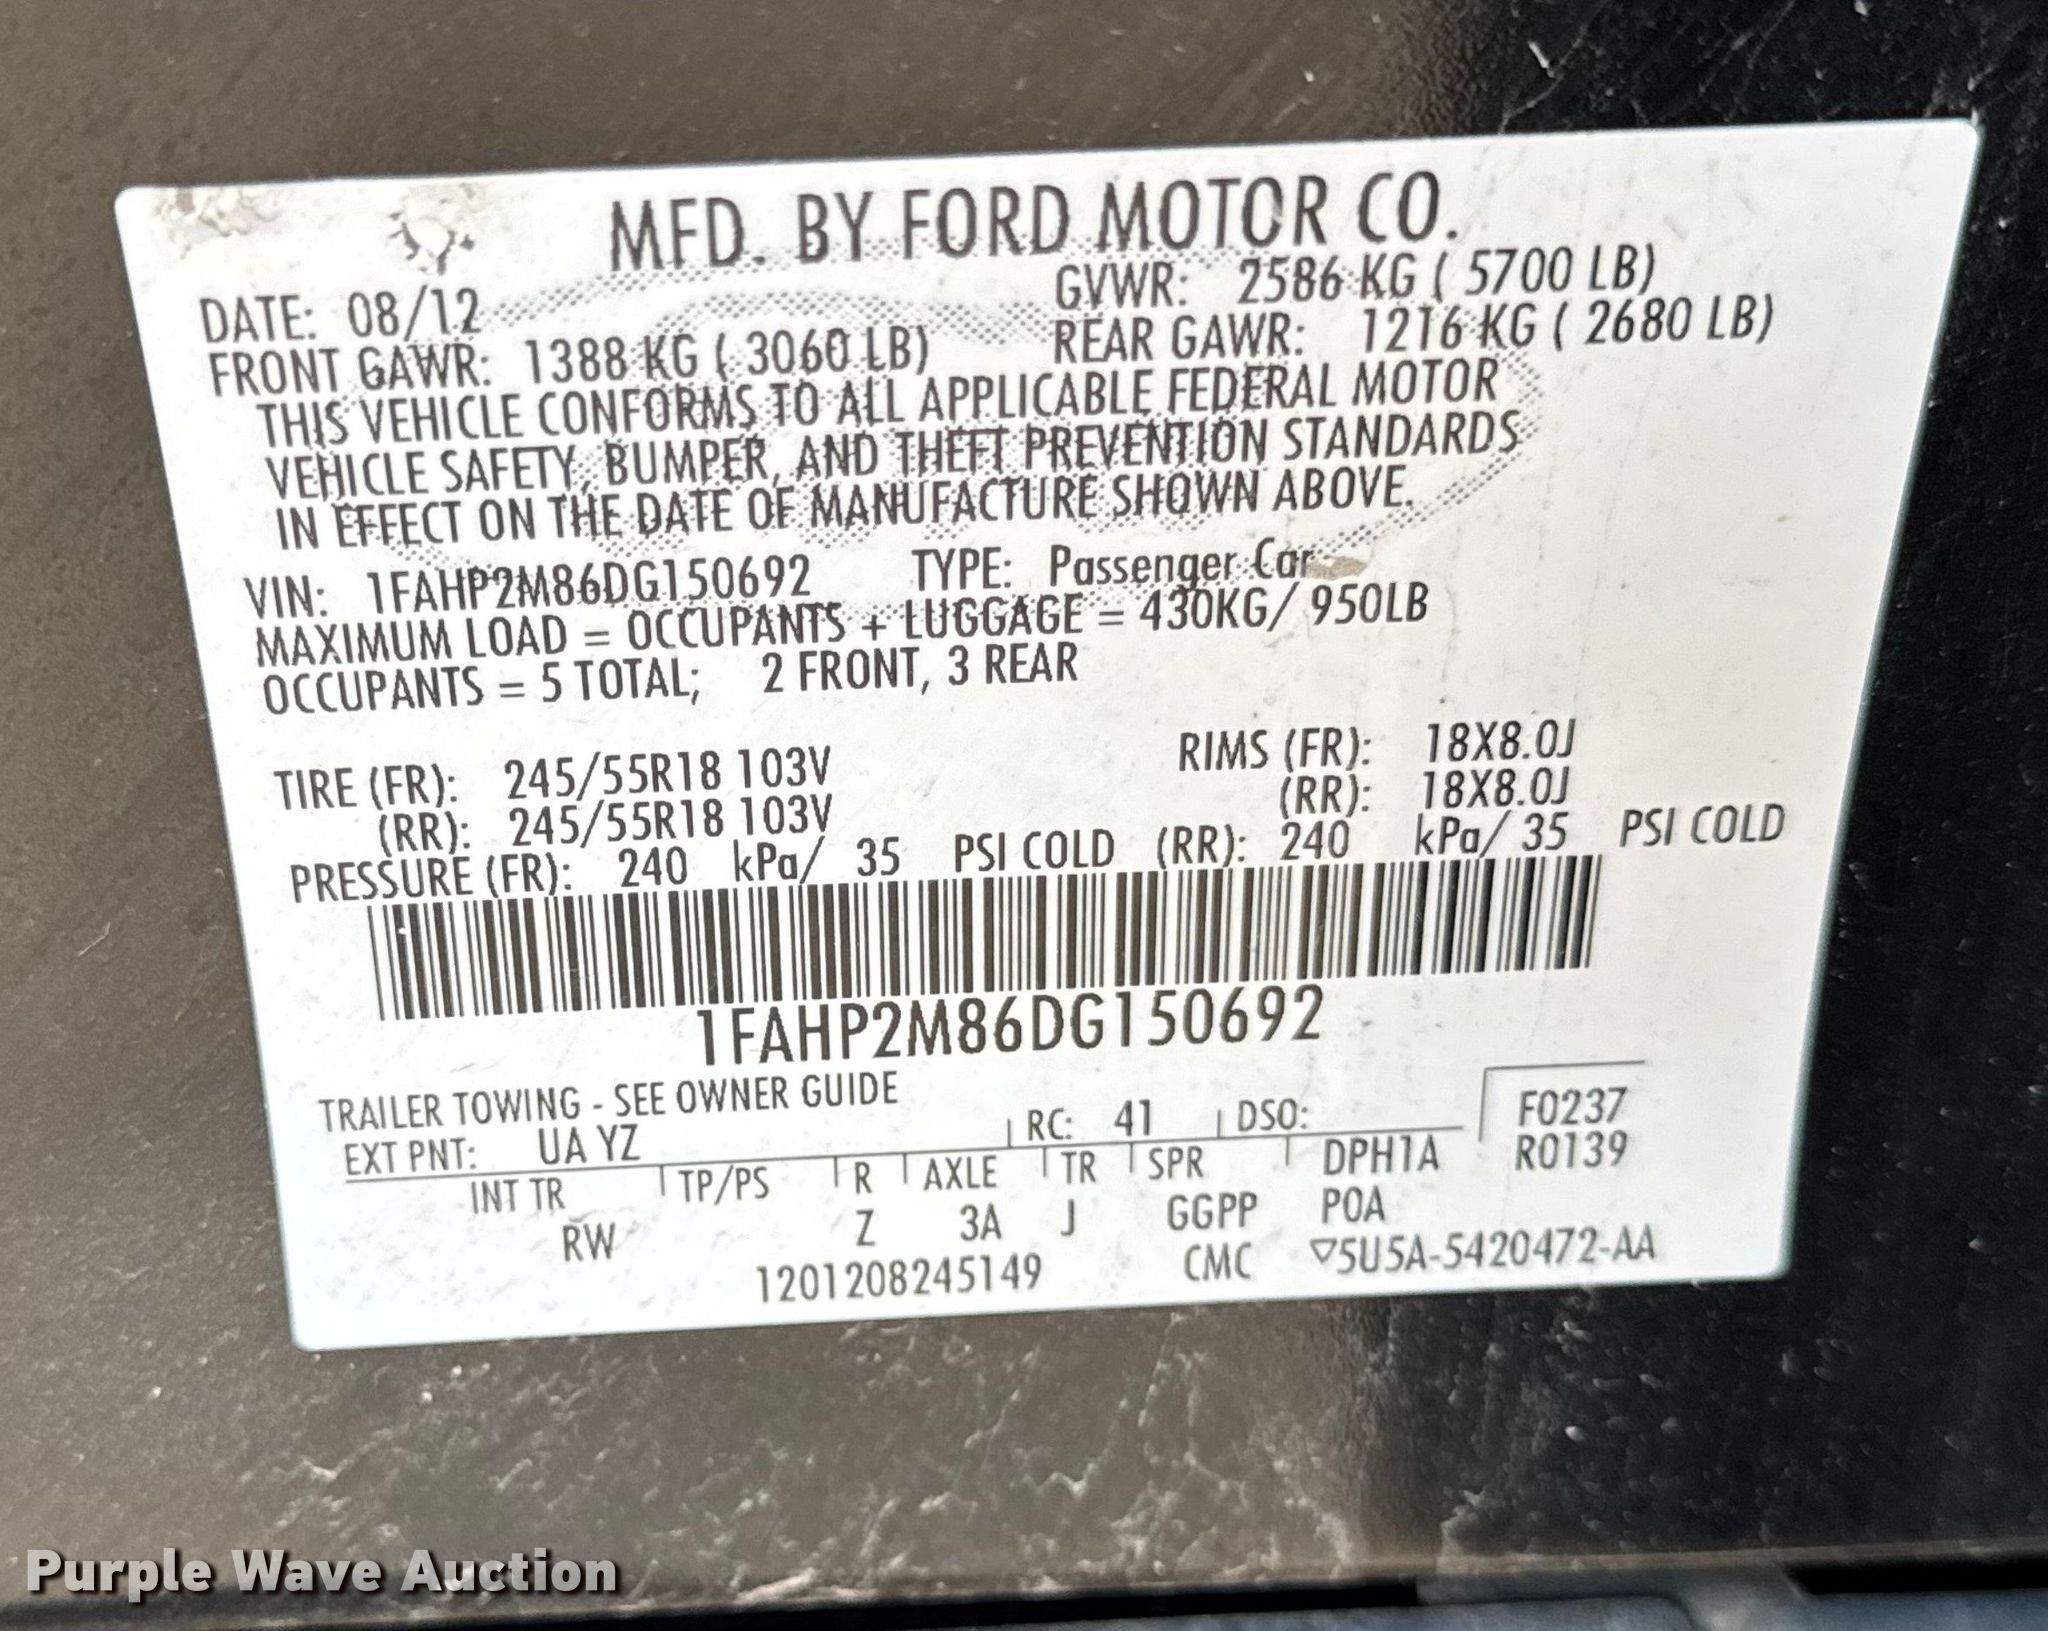 MFD. BY FORD MOTOR CO.
DATE: 08/12 GVWR: 2586 KG ( 5700 LB)
FRONT GAWR: 1388 KG ( 3060 LB) REAR GAWR: 1216 KG ( 2680 LB)
THIS VEHICLE CONFORMS TO ALL APPLICABLE FEDERAL MOTOR
VEHICLE SAFETY, BUMPER, AND THEFT PREVENTION STANDARDS
IN EFFECT ON THE DATE OF MANUFACTURE SHOWN ABOVE.
VIN: 1FAHP2M86DG150692 TYPE: Passenger Car
MAXIMUM LOAD = OCCUPANTS + LUGGAGE = 430KG/ 950LB
OCCUPANTS = 5 TOTAL; 2 FRONT, 3 REAR
TIRE (FR): 245/55R18 103V RIMS (FR): 18X8.0J
(RR): 245/55R18 103V (RR): 18X8.0J
PRESSURE (FR): 240 kPa/ 35 PSI COLD (RR): 240 kPa/ 35 PSI COLD
1FAHP2M86DG150692
TRAILER TOWING - SEE OWNER GUIDE
EXT PNT: UA YZ RC: 41 DSO: F0237
INT TR TP/PS R AXLE TR SPR DPH1A R0139
RW Z 3A J GGPP POA
1201208245149 CMC ▽5U5A-5420472-AA
Purple Wave Auction